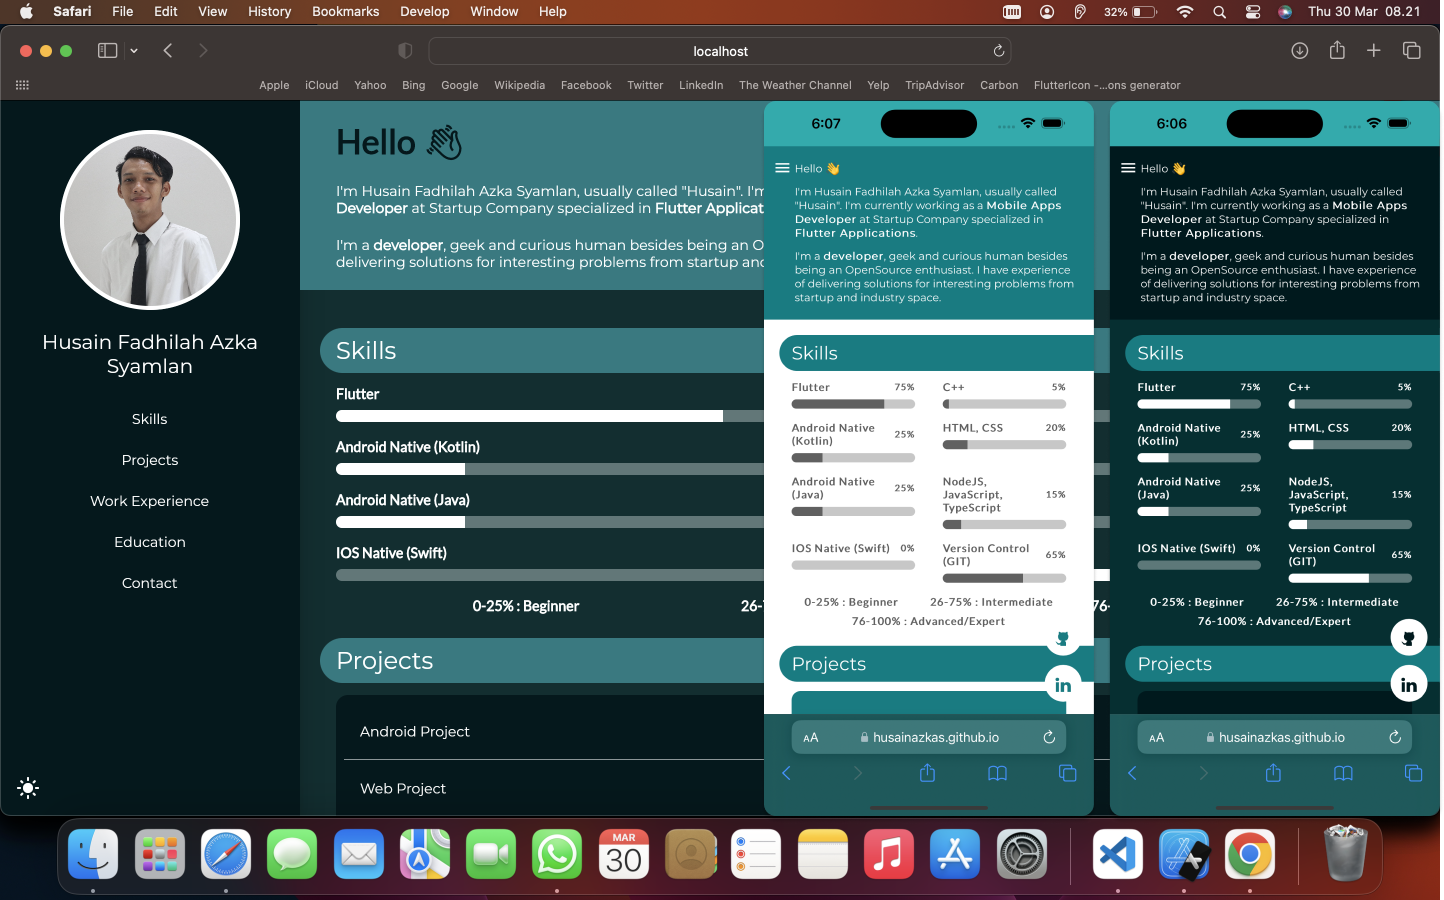 Safari File Edit View History Bookmarks Develop Window Help 32% Thu 30 Mar 08.21
localhost
Apple iCloud Yahoo Bing Google Wikipedia Facebook Twitter LinkedIn The Weather Channel Yelp TripAdvisor Carbon FlutterIcon -...ons generator
Husain Fadhilah Azka
Syamlan
Skills
Projects
Work Experience
Education
Contact
Hello
I'm Husain Fadhilah Azka Syamlan, usually called "Husain". I'm
Developer at Startup Company specialized in Flutter Applicat
I'm a developer, geek and curious human besides being an O
delivering solutions for interesting problems from startup and
Skills
Flutter
Android Native (Kotlin)
Android Native (Java)
IOS Native (Swift)
0-25% : Beginner 26-7 76-
Projects
Android Project
Web Project
6:07
Hello 👋
I'm Husain Fadhilah Azka Syamlan, usually called
"Husain". I'm currently working as a Mobile Apps
Developer at Startup Company specialized in
Flutter Applications.
I'm a developer, geek and curious human besides
being an OpenSource enthusiast. I have experience
of delivering solutions for interesting problems from
startup and industry space.
Skills
Flutter 75% C++ 5%
Android Native
(Kotlin) 25% HTML, CSS 20%
Android Native
(Java) 25% NodeJS,
JavaScript,
TypeScript 15%
IOS Native (Swift) 0% Version Control
(GIT) 65%
0-25% : Beginner 26-75% : Intermediate
76-100% : Advanced/Expert
Projects
in
AA husainazkas.github.io
6:06
Hello 👋
I'm Husain Fadhilah Azka Syamlan, usually called
"Husain". I'm currently working as a Mobile Apps
Developer at Startup Company specialized in
Flutter Applications.
I'm a developer, geek and curious human besides
being an OpenSource enthusiast. I have experience
of delivering solutions for interesting problems from
startup and industry space.
Skills
Flutter 75% C++ 5%
Android Native
(Kotlin) 25% HTML, CSS 20%
Android Native
(Java) 25% NodeJS,
JavaScript,
TypeScript 15%
IOS Native (Swift) 0% Version Control
(GIT) 65%
0-25% : Beginner 26-75% : Intermediate
76-100% : Advanced/Expert
Projects
in
AA husainazkas.github.io
MAR
30